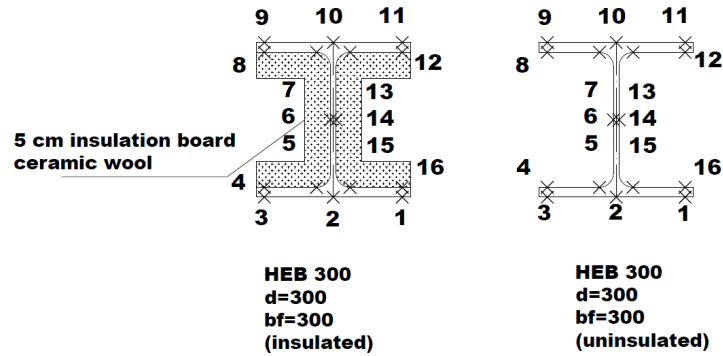 9 10 11
8 12
7 13
6 14
5 15
4 16
3 2 1
5 cm insulation board
ceramic wool
HEB 300
d=300
bf=300
(insulated)
9 10 11
8 12
7 13
6 14
5 15
4 16
3 2 1
HEB 300
d=300
bf=300
(uninsulated)